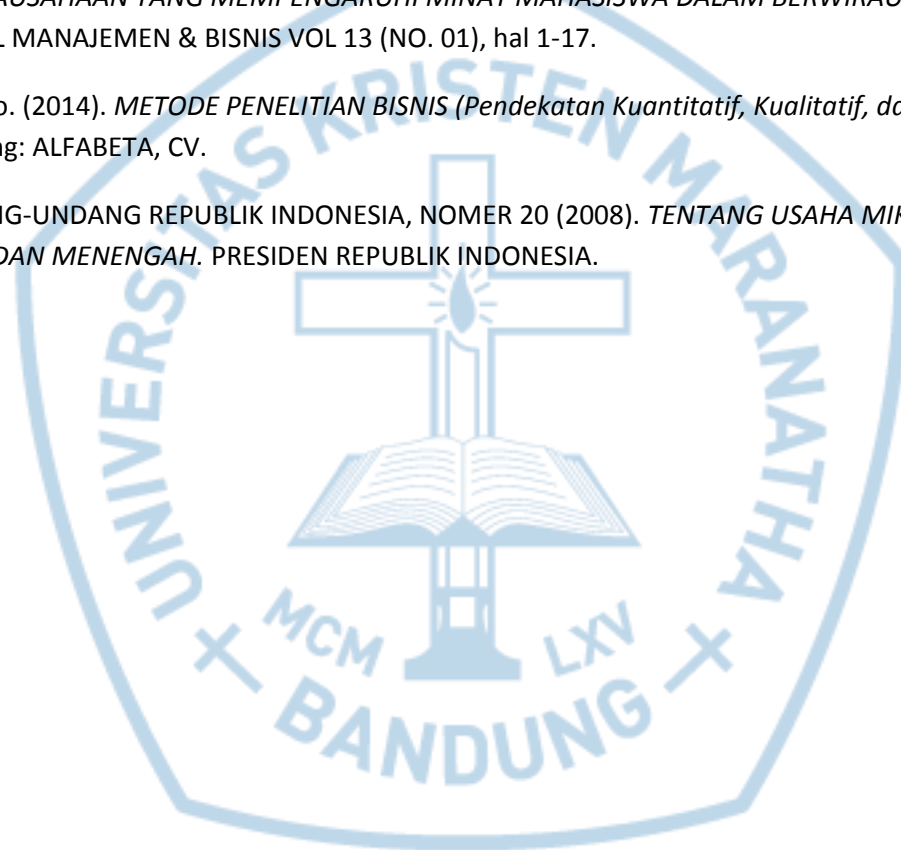 AUSAHAAN YANG MEMPENGARUHI MINAT MAHASISWA DALAM BERWIRAU
L MANAJEMEN & BISNIS VOL 13 (NO. 01), hal 1-17.
o. (2014). METODE PENELITIAN BISNIS (Pendekatan Kuantitatif, Kualitatif, da
ng: ALFABETA, CV.
NG-UNDANG REPUBLIK INDONESIA, NOMER 20 (2008). TENTANG USAHA MIK
DAN MENENGAH. PRESIDEN REPUBLIK INDONESIA.
UNIVERSITAS KRISTEN MARANATHA
MCM LXV
BANDUNG